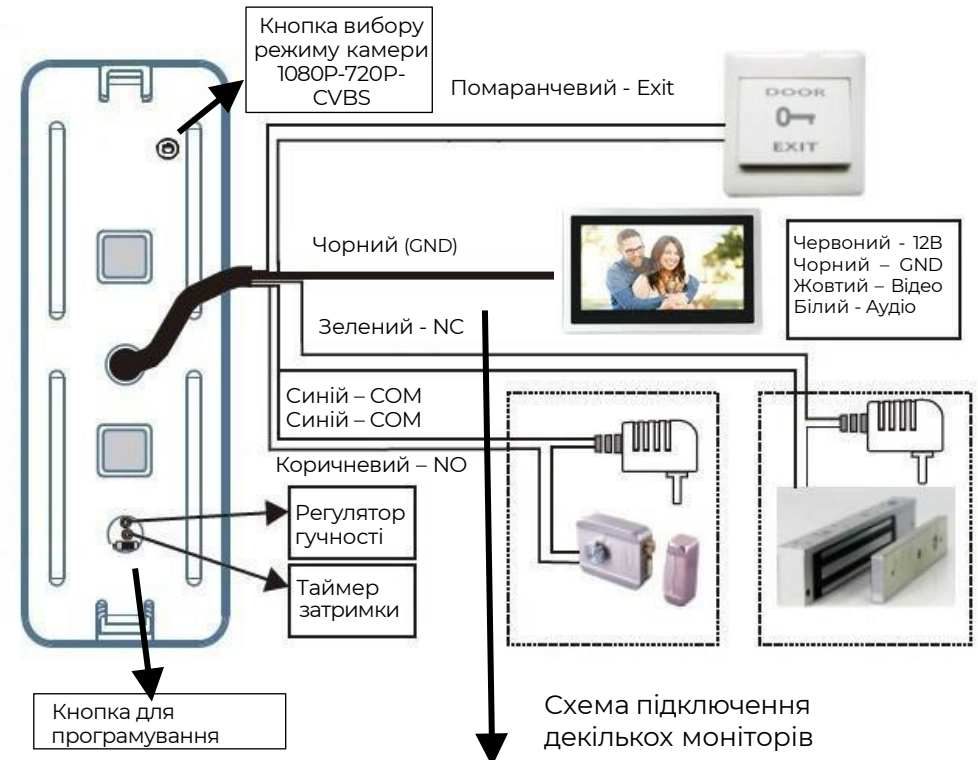 Кнопка вибору
режиму камери
1080P-720P-
CVBS
Помаранчевий - Exit
DOOR
EXIT
Чорний (GND)
Червоний - 12В
Чорний – GND
Жовтий – Відео
Білий - Аудіо
Зелений - NC
Синій – COM
Синій – COM
Коричневий – NO
Регулятор
гучності
Таймер
затримки
Кнопка для
програмування
Схема підключення
декількох моніторів